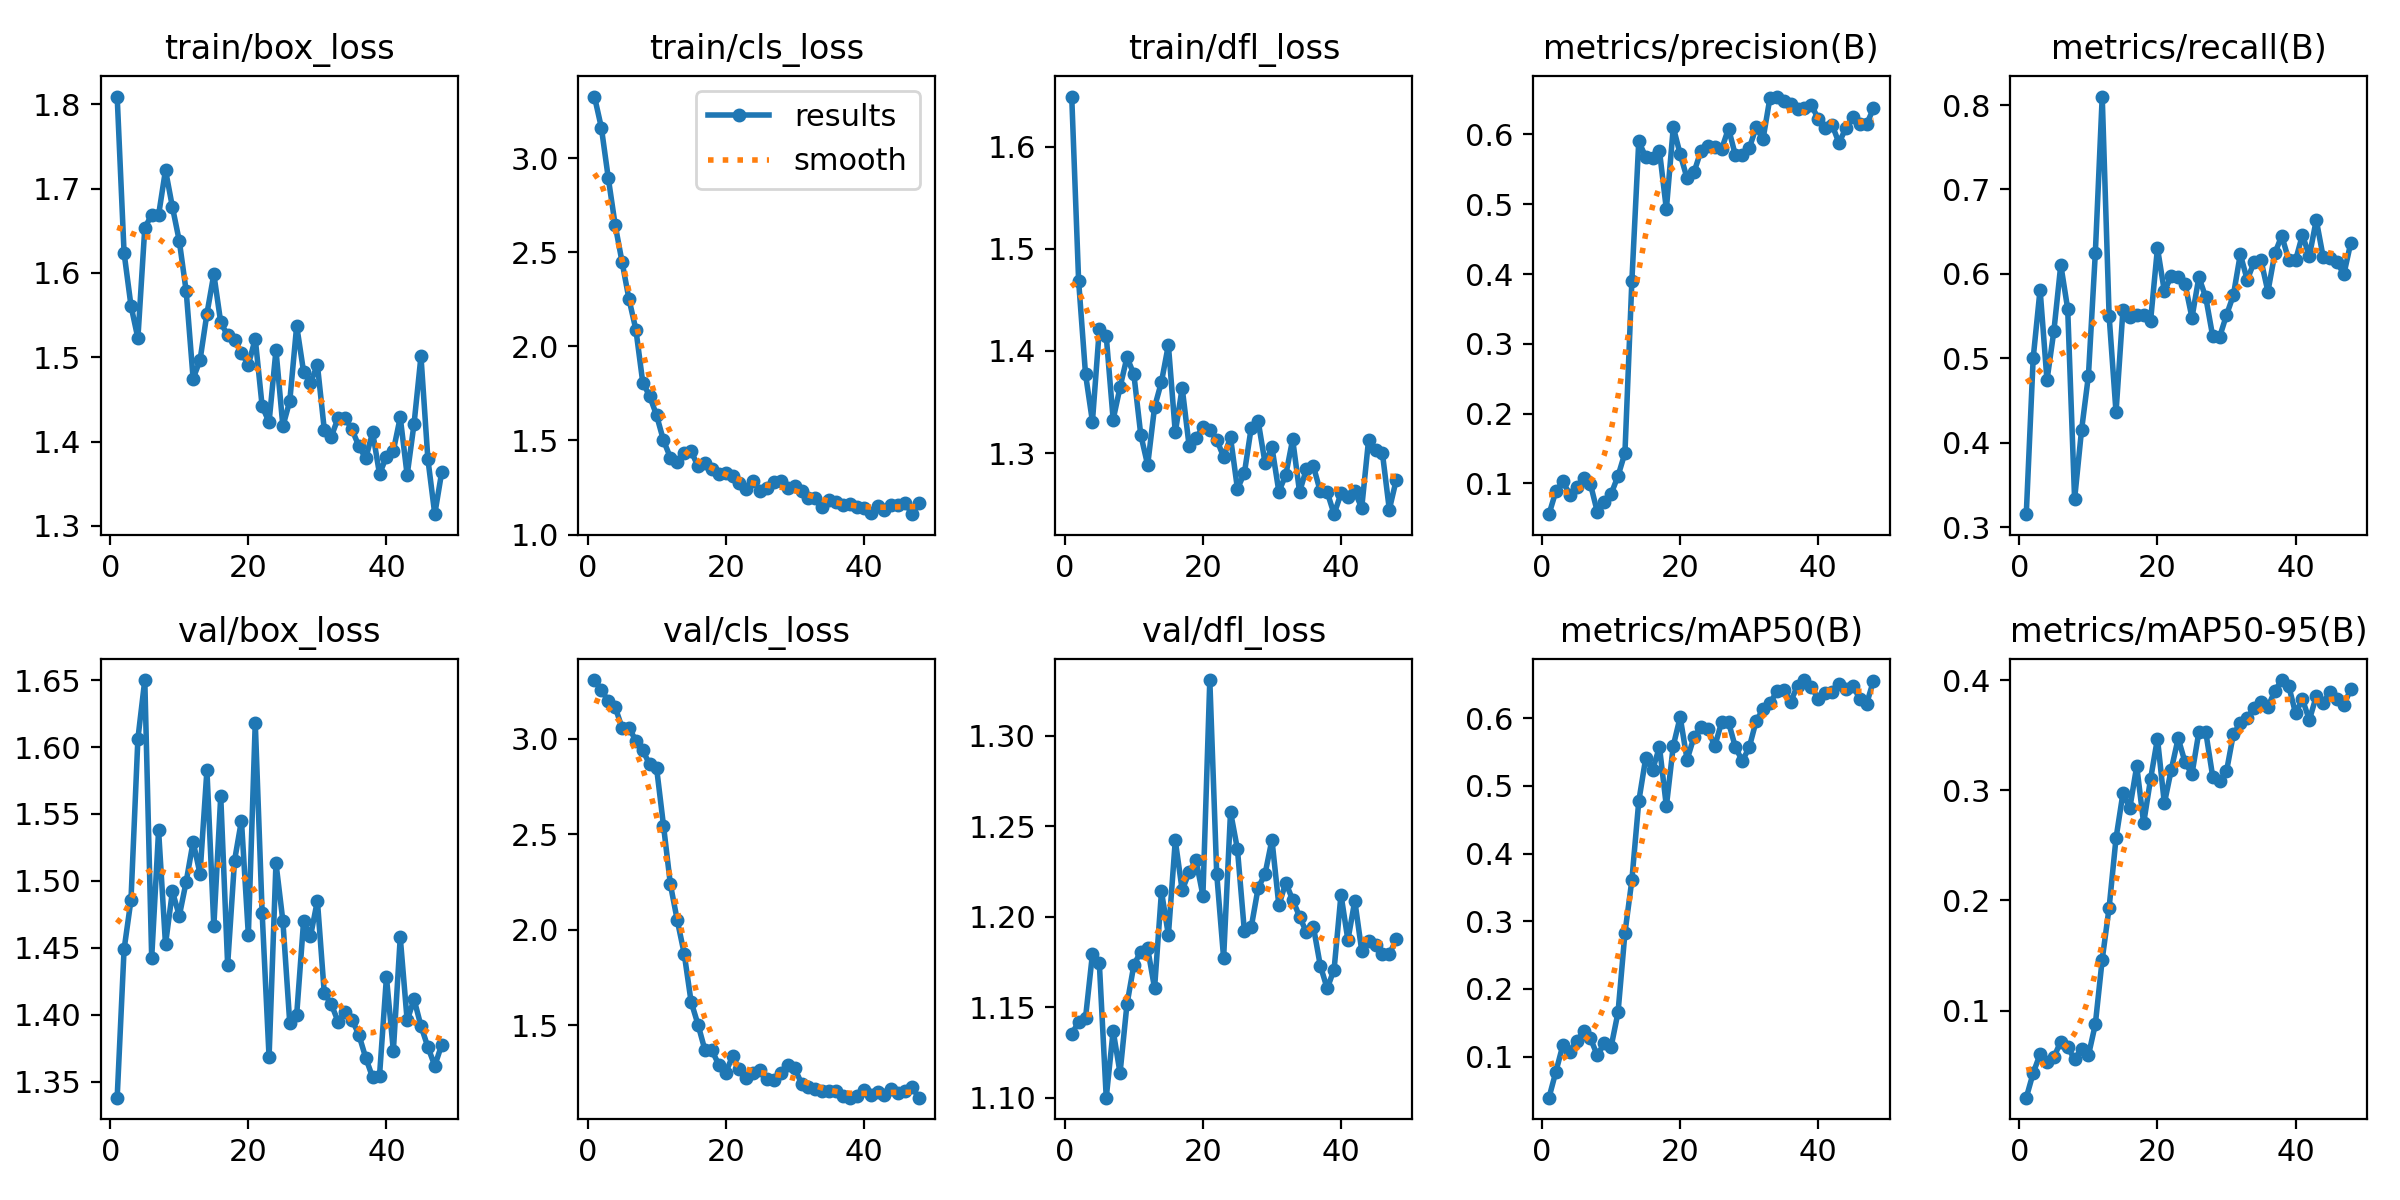 train/box_loss
1.8
1.7
1.6
1.5
1.4
1.3
0 20 40
train/cls_loss
results
smooth
3.0
2.5
2.0
1.5
1.0
0 20 40
train/dfl_loss
1.6
1.5
1.4
1.3
0 20 40
metrics/precision(B)
0.6
0.5
0.4
0.3
0.2
0.1
0 20 40
metrics/recall(B)
0.8
0.7
0.6
0.5
0.4
0.3
0 20 40
val/box_loss
1.65
1.60
1.55
1.50
1.45
1.40
1.35
0 20 40
val/cls_loss
3.0
2.5
2.0
1.5
0 20 40
val/dfl_loss
1.30
1.25
1.20
1.15
1.10
0 20 40
metrics/mAP50(B)
0.6
0.5
0.4
0.3
0.2
0.1
0 20 40
metrics/mAP50-95(B)
0.4
0.3
0.2
0.1
0 20 40